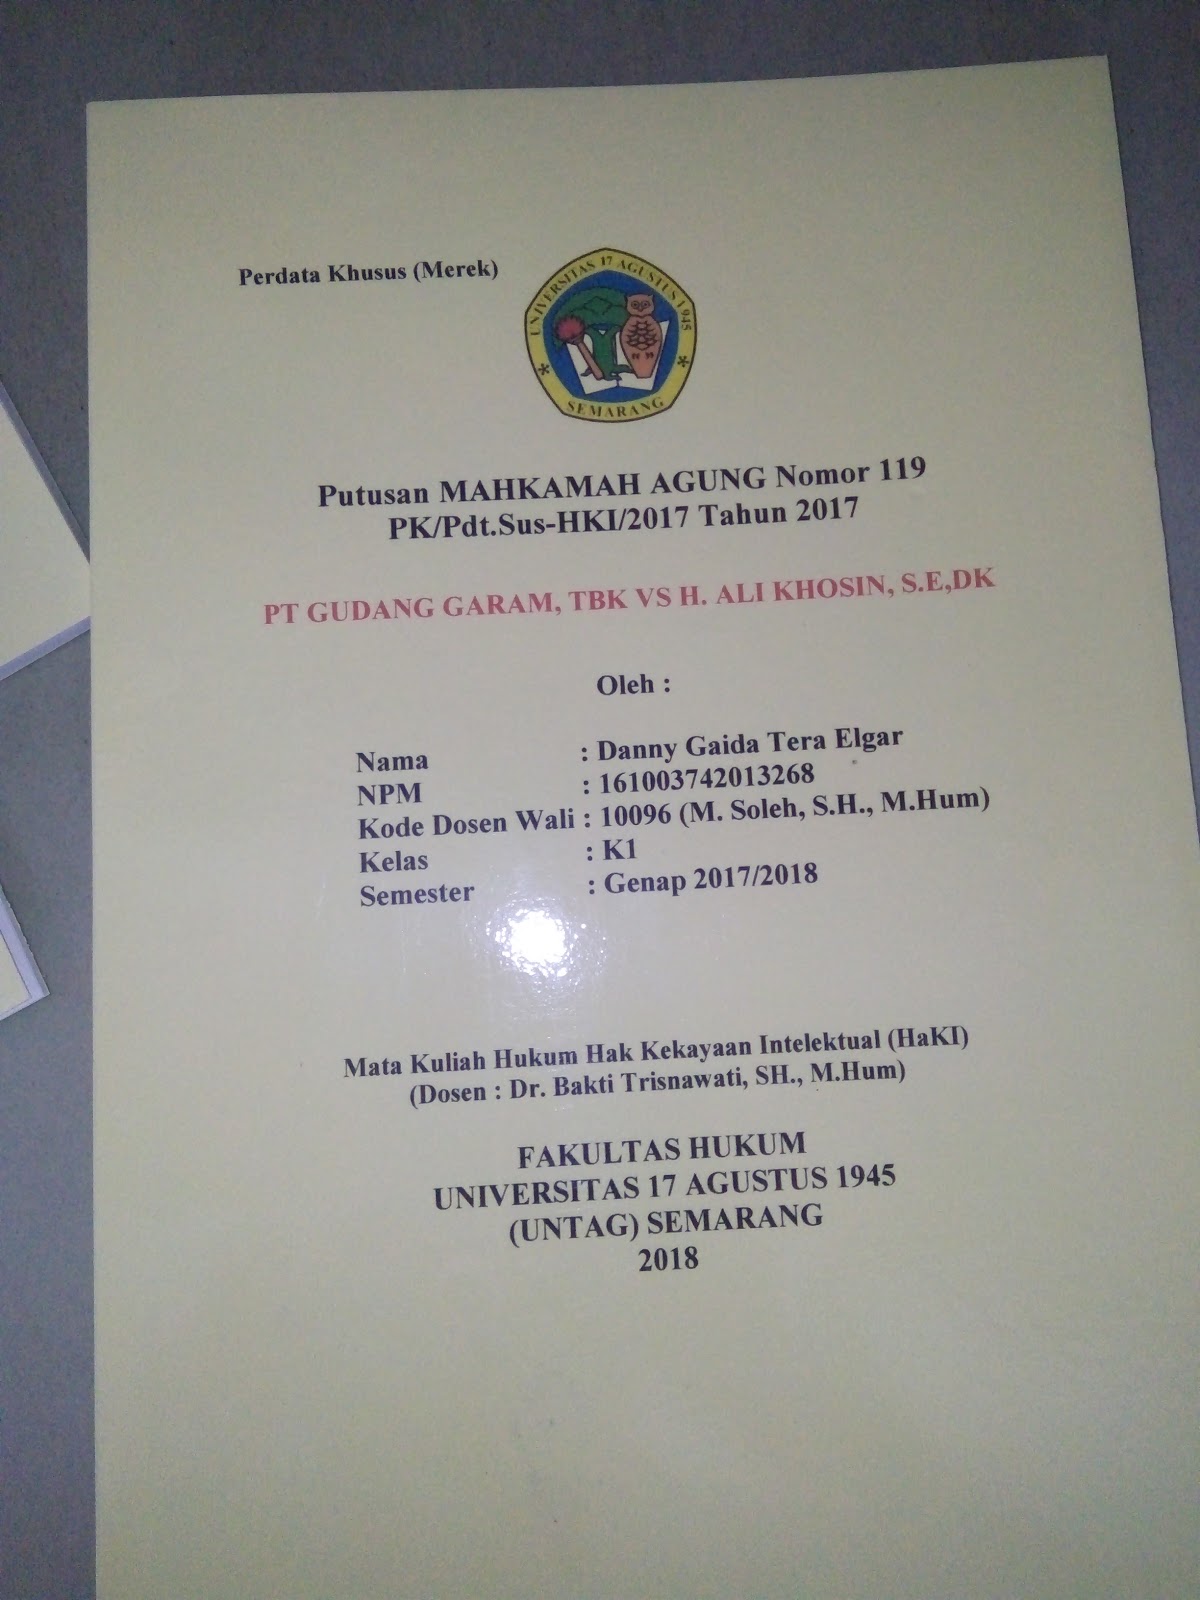 Perdata Khusus (Merek)
UNIVERSITAS 17 AGUSTUS 1945
SEMARANG
Putusan MAHKAMAH AGUNG Nomor 119
PK/Pdt.Sus-HKI/2017 Tahun 2017
PT GUDANG GARAM, TBK VS H. ALI KHOSIN, S.E,DK
Oleh :
Nama : Danny Gaida Tera Elgar
NPM : 161003742013268
Kode Dosen Wali : 10096 (M. Soleh, S.H., M.Hum)
Kelas : K1
Semester : Genap 2017/2018
Mata Kuliah Hukum Hak Kekayaan Intelektual (HaKI)
(Dosen : Dr. Bakti Trisnawati, SH., M.Hum)
FAKULTAS HUKUM
UNIVERSITAS 17 AGUSTUS 1945
(UNTAG) SEMARANG
2018